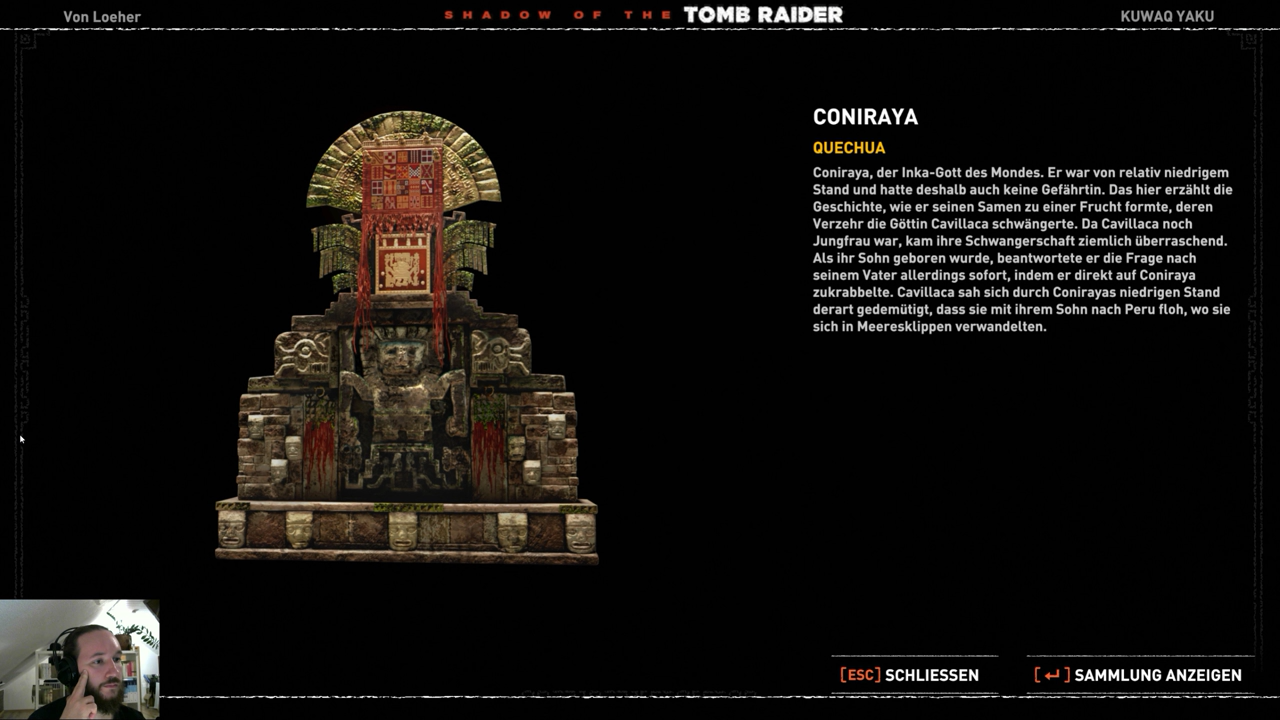 Von Loeher
SHADOW OF THE TOMB RAIDER
KUWAQ YAKU
CONIRAYA
QUECHUA
Coniraya, der Inka-Gott des Mondes. Er war von relativ niedrigem
Stand und hatte deshalb auch keine Gefährtin. Das hier erzählt die
Geschichte, wie er seinen Samen zu einer Frucht formte, deren
Verzehr die Göttin Cavillaca schwängerte. Da Cavillaca noch
Jungfrau war, kam ihre Schwangerschaft ziemlich überraschend.
Als ihr Sohn geboren wurde, beantwortete er die Frage nach
seinem Vater allerdings sofort, indem er direkt auf Coniraya
zukrabbelte. Cavillaca sah sich durch Conirayas niedrigen Stand
derart gedemütigt, dass sie mit ihrem Sohn nach Peru floh, wo sie
sich in Meeresklippen verwandelten.
[ESC] SCHLIESSEN
[↵] SAMMLUNG ANZEIGEN